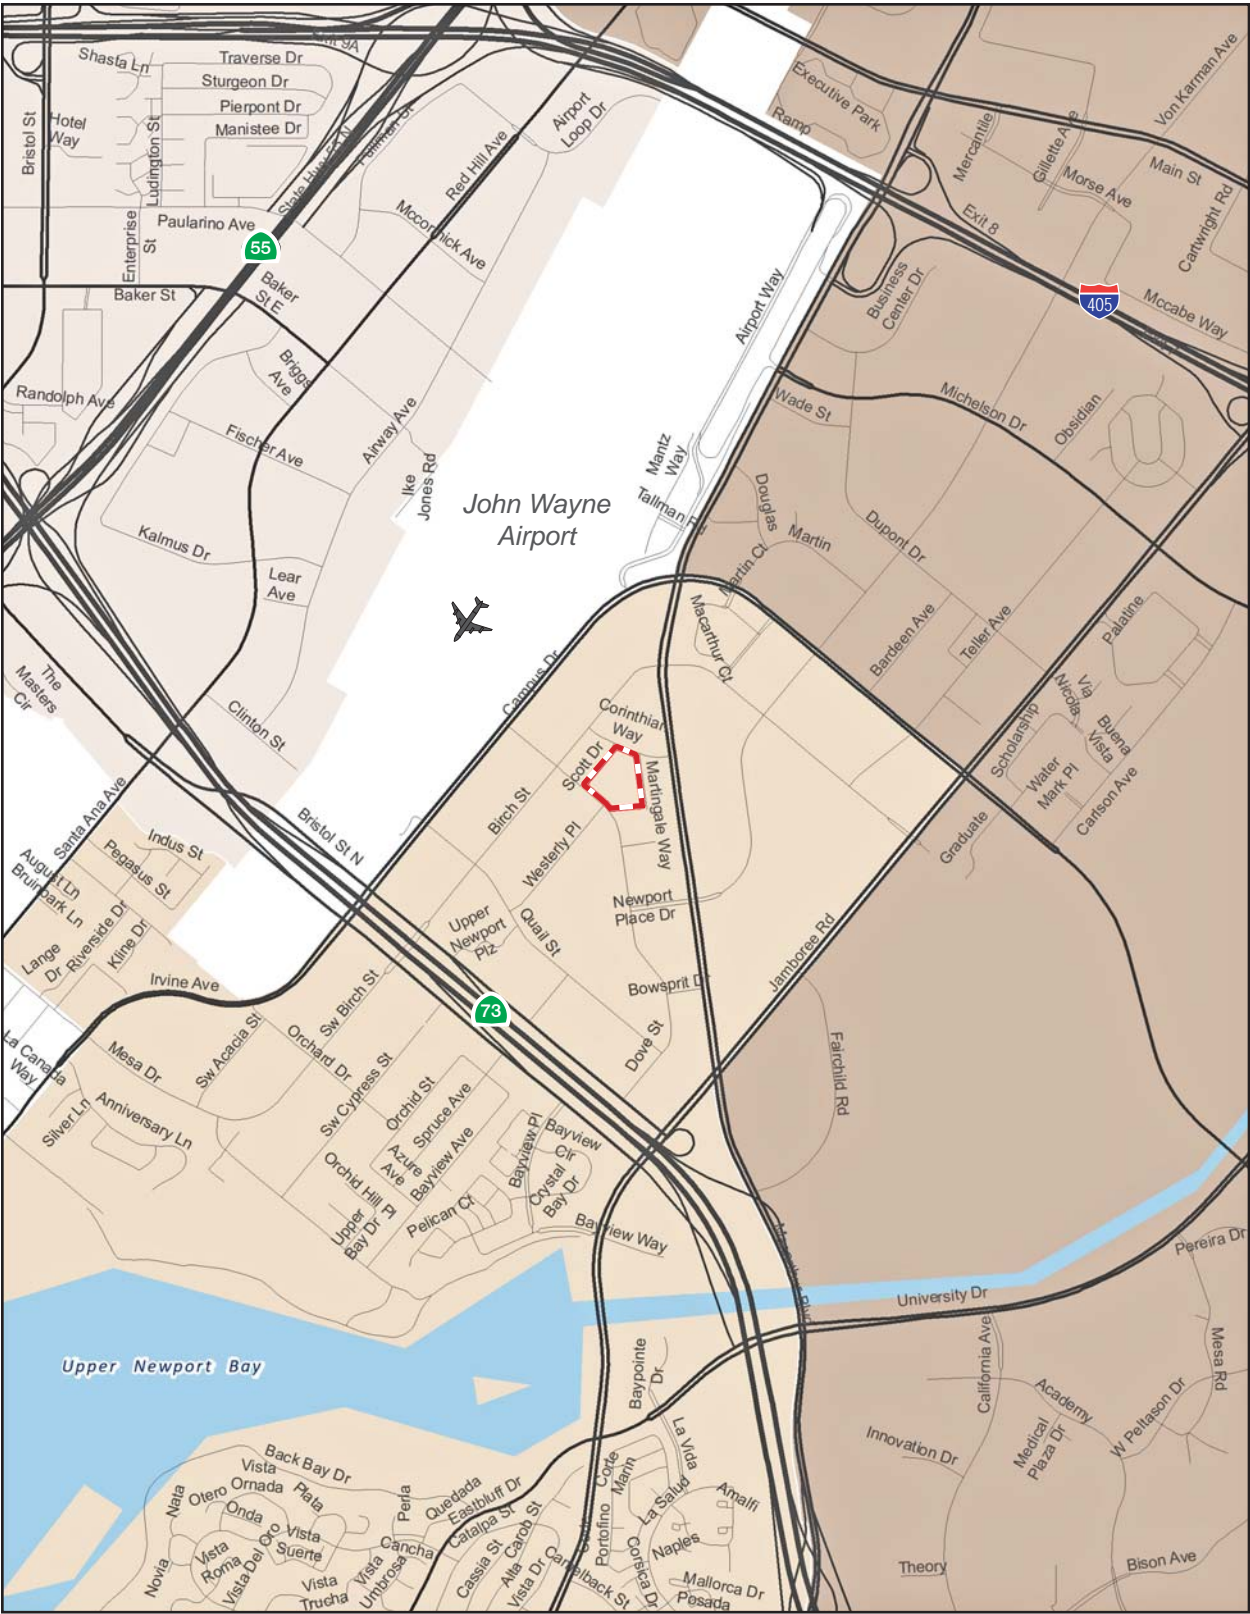 Exit 9A
Shasta Ln
Traverse Dr
Sturgeon Dr
Pierpont Dr
Manistee Dr
Bristol St
Hotel
Way
Ludington St
State Hwy 55 N
Pullman St
Red Hill Ave
Airport
Loop Dr
Executive Park
Ramp
Mercantile
Gillette Ave
Von Karman Ave
Main St
Morse Ave
Cartwright Rd
Exit 8
Enterprise
St
Paularino Ave
55
Mccormick Ave
Baker St
Baker
St E
Airport Way
Business
Center Dr
405
Mccabe Way
Briggs
Ave
Randolph Ave
Fischer Ave
Airway Ave
Ike
Jones Rd
Wade St
Michelson Dr
Obsidian
Mantz
Way
Tallman Rd
Douglas
Martin
Dupont Dr
John Wayne
Airport
Kalmus Dr
Lear
Ave
Martin Ct
Macarthur Ct
Bardeen Ave
Teller Ave
Palatine
The
Masters
Cir
Clinton St
Campus Dr
Corinthian
Way
Scott Dr
Martingale Way
Via
Nicola
Buena
Vista
Scholarship
Water
Mark Pl
Carlson Ave
Graduate
Santa Ana Ave
Bristol St N
Birch St
Westerly Pl
Indus St
Pegasus St
August Ln
Bruinpark Ln
Riverside Dr
Kline Dr
Lange
Dr
Newport
Place Dr
Upper
Newport
Plz
Quail St
Jamboree Rd
Irvine Ave
Bowsprit Dr
73
Sw Birch St
Sw Acacia St
Orchard Dr
Dove St
Fairchild Rd
La Canada
Way
Mesa Dr
Sw Cypress St
Silver Ln
Anniversary Ln
Orchid St
Spruce Ave
Azure
Ave
Bayview Ave
Bayview Pl
Bayview
Cir
Crystal
Bay Dr
Orchid Hill Pl
Upper
Bay Dr
Pelican Ct
Bayview Way
Macarthur Blvd
Pereira Dr
University Dr
Upper Newport Bay
Baypointe
Dr
California Ave
Mesa Rd
Academy
Medical
Plaza Dr
W Peltason Dr
Innovation Dr
La Vida
Back Bay Dr
Vista
Ornada
Plata
Nata
Otero
Onda
Perla
Quedada
Eastbluff Dr
Catalpa St
Corte
Marin
La Salud
Amalfi
Vista
Roma
Vista Del Oro
Vista
Suerte
Cancha
Vista
Umbrosa
Cassia St
Carob St
Alta
Vista Dr
Camelback St
Portofino
Corsica Dr
Naples
Novia
Vista
Trucha
Mallorca Dr
Posada
Theory
Bison Ave